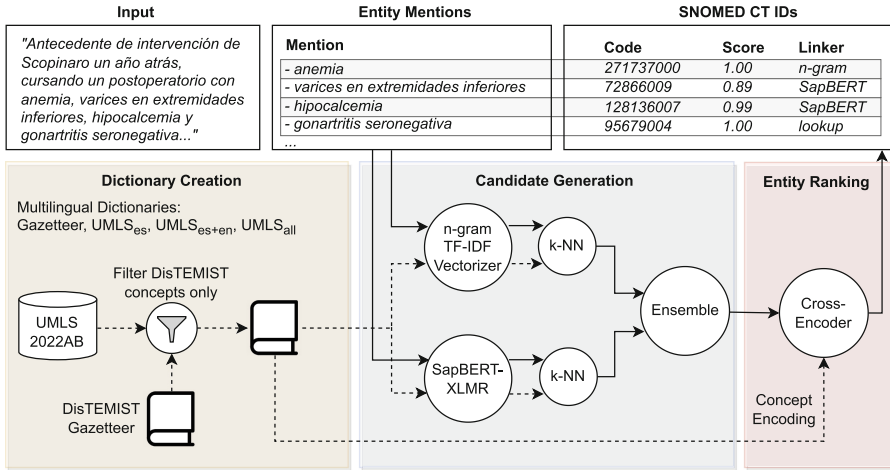 Input
"Antecedente de intervención de
Scopinaro un año atrás,
cursando un postoperatorio con
anemia, varices en extremidades
inferiores, hipocalcemia y
gonartritis seronegativa..."
Entity Mentions
SNOMED CT IDs
Mention Code Score Linker
- anemia 271737000 1.00 n-gram
- varices en extremidades inferiores 72866009 0.89 SapBERT
- hipocalcemia 128136007 0.99 SapBERT
- gonartritis seronegativa 95679004 1.00 lookup
...
Dictionary Creation
Multilingual Dictionaries:
Gazetteer, UMLSes, UMLSes+en, UMLSall
Filter DisTEMIST
concepts only
UMLS
2022AB
DisTEMIST
Gazetteer
Candidate Generation
n-gram
TF-IDF
Vectorizer
k-NN
SapBERT-
XLMR
k-NN
Ensemble
Entity Ranking
Cross-
Encoder
Concept
Encoding